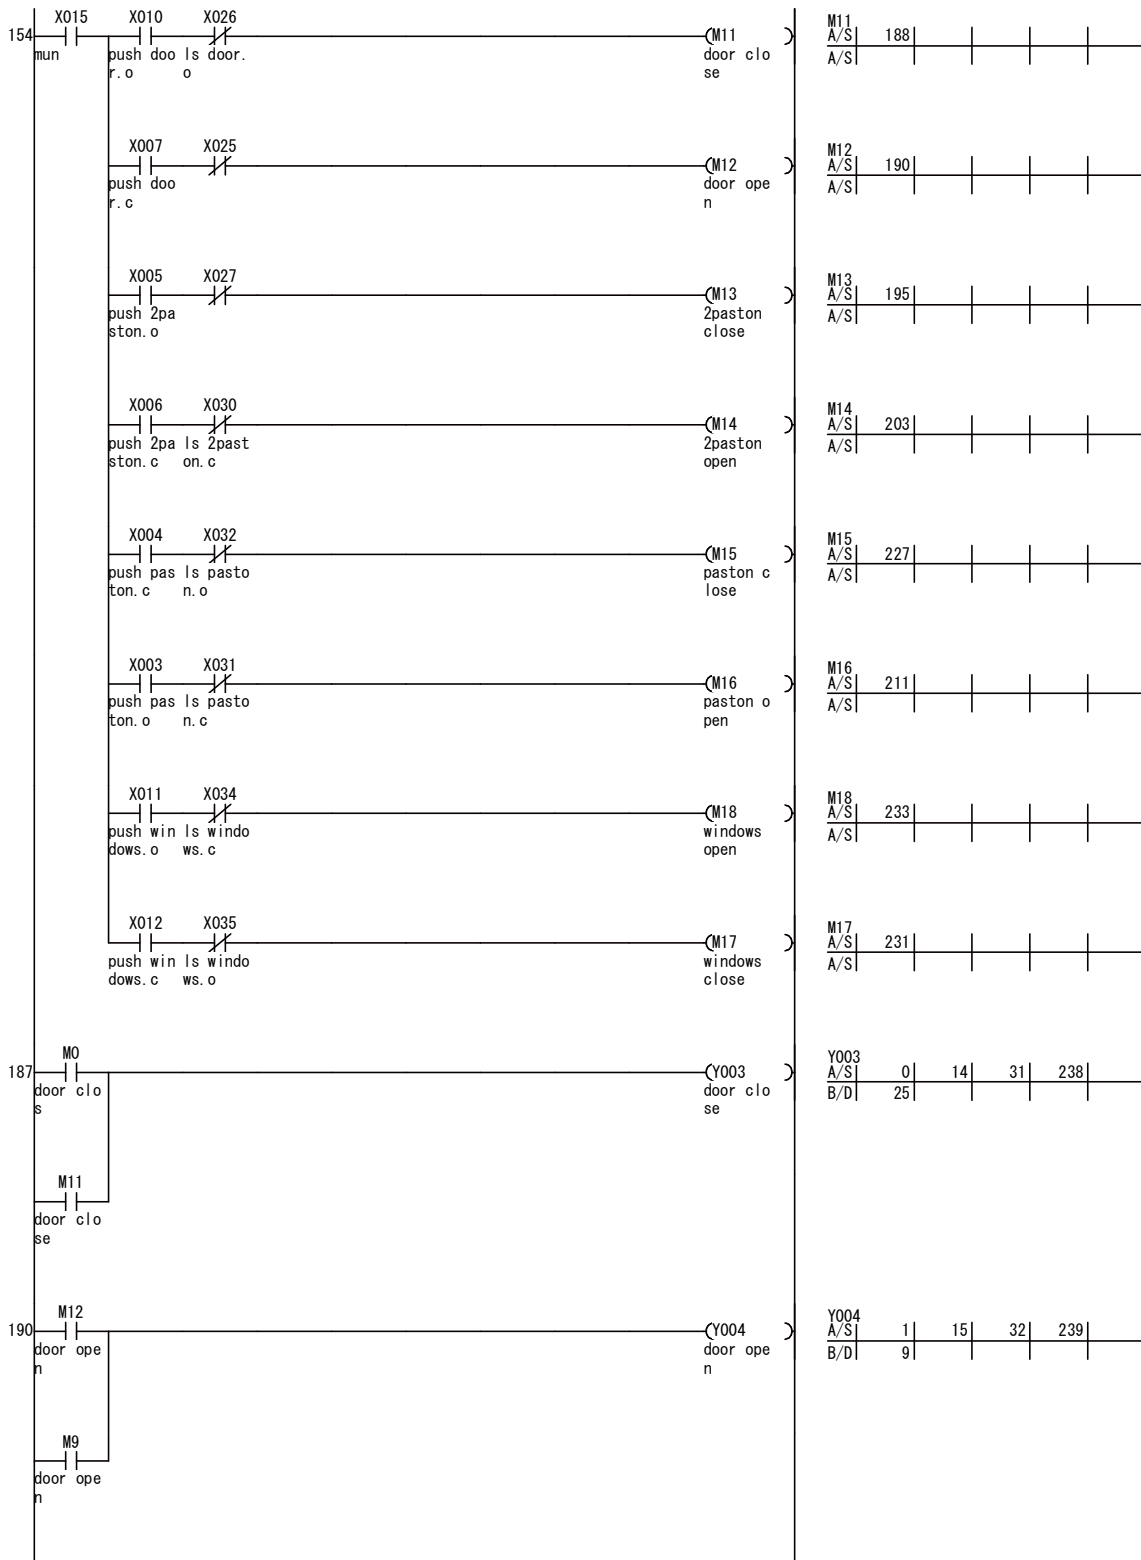 X015 X010 X026
154 (M11 ) M11
A/S 188
mun push doo ls door. door clo A/S
r.o o se
X007 X025
(M12 ) M12
A/S 190
push doo door ope A/S
r.c n
X005 X027
(M13 ) M13
A/S 195
push 2pa 2paston A/S
ston.o close
X006 X030
(M14 ) M14
A/S 203
push 2pa ls 2past 2paston A/S
ston.c on.c open
X004 X032
(M15 ) M15
A/S 227
push pas ls pasto paston c A/S
ton.c n.o lose
X003 X031
(M16 ) M16
A/S 211
push pas ls pasto paston o A/S
ton.o n.c pen
X011 X034
(M18 ) M18
A/S 233
push win ls windo windows A/S
dows.o ws.c open
X012 X035
(M17 ) M17
A/S 231
push win ls windo windows A/S
dows.c ws.o close
M0
187 (Y003 ) Y003
A/S 0 14 31 238
door clo door clo B/D 25
s se
M11
door clo
se
M12
190 (Y004 ) Y004
A/S 1 15 32 239
door ope door ope B/D 9
n n
M9
door ope
n